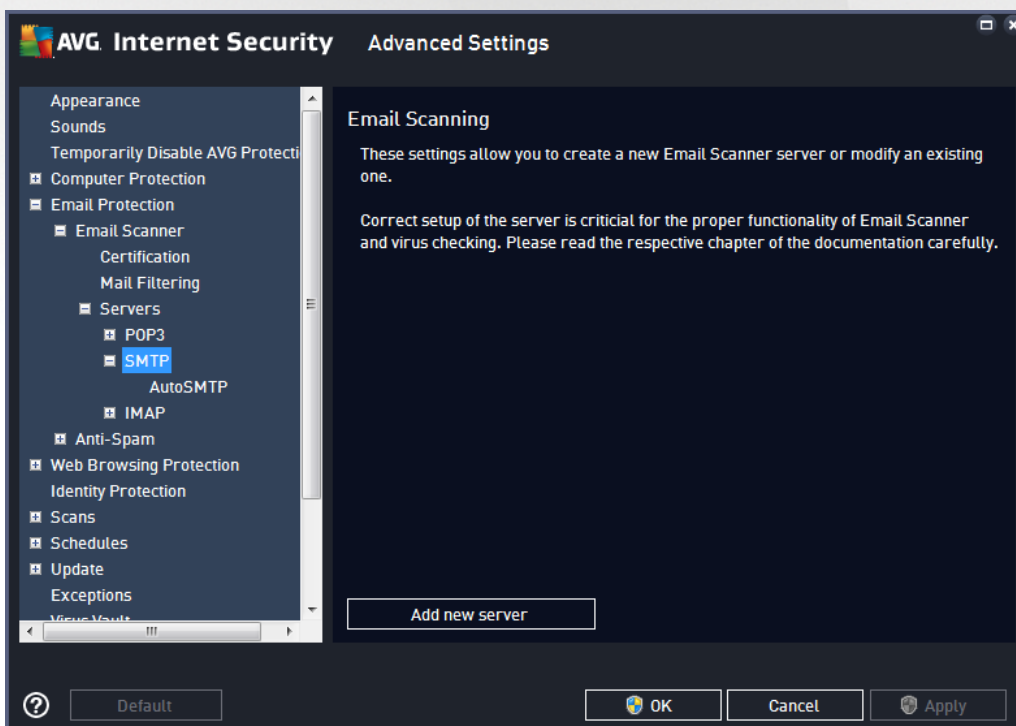 AVG. Internet Security Advanced Settings
Appearance
Sounds
Temporarily Disable AVG Protecti
Computer Protection
Email Protection
Email Scanner
Certification
Mail Filtering
Servers
POP3
SMTP
AutoSMTP
IMAP
Anti-Spam
Web Browsing Protection
Identity Protection
Scans
Schedules
Update
Exceptions
Virus Vault
Email Scanning
These settings allow you to create a new Email Scanner server or modify an existing
one.
Correct setup of the server is criticial for the proper functionality of Email Scanner
and virus checking. Please read the respective chapter of the documentation carefully.
Add new server
? Default OK Cancel Apply